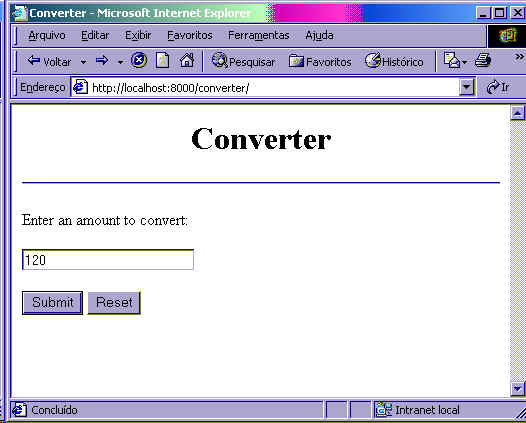 Converter - Microsoft Internet Explorer
Arquivo Editar Exibir Favoritos Ferramentas Ajuda
Voltar Pesquisar Favoritos Histórico »
Endereço http://localhost:8000/converter/ Ir
Converter
Enter an amount to convert:
120
Submit Reset
Concluído Intranet local